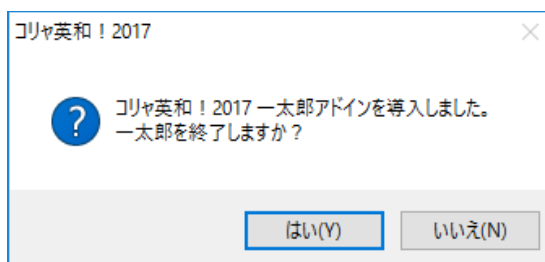 コリャ英和！2017
コリャ英和！2017 一太郎アドインを導入しました。
一太郎を終了しますか？
はい(Y)
いいえ(N)